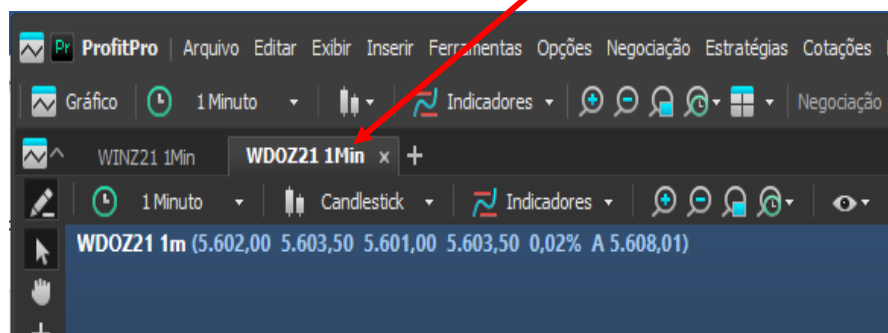 Pr ProfitPro Arquivo Editar Exibir Inserir Ferramentas Opções Negociação Estratégias Cotações
Gráfico 1 Minuto Indicadores Negociação
WINZ21 1Min WDOZ21 1Min × +
1 Minuto Candlestick Indicadores
WDOZ21 1m (5.602,00 5.603,50 5.601,00 5.603,50 0,02% A 5.608,01)